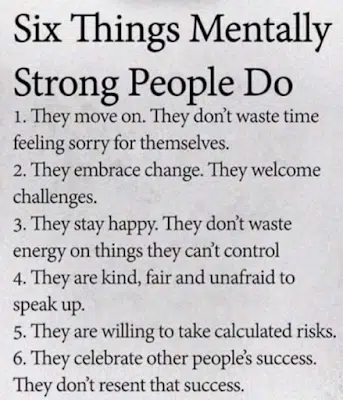 Six Things Mentally
Strong People Do
1. They move on. They don't waste time
feeling sorry for themselves.
2. They embrace change. They welcome
challenges.
3. They stay happy. They don't waste
energy on things they can't control
4. They are kind, fair and unafraid to
speak up.
5. They are willing to take calculated risks.
6. They celebrate other people's success.
They don't resent that success.